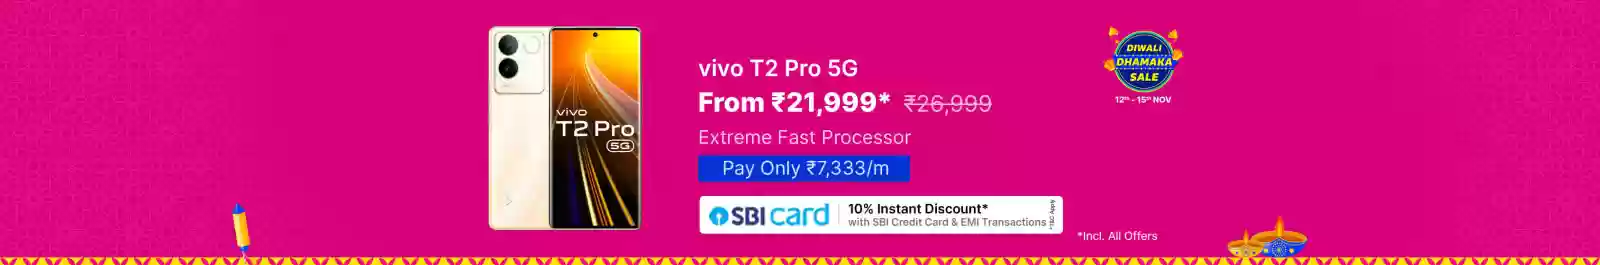 vivo
T2 Pro
5G
vivo T2 Pro 5G
From ₹21,999* ₹26,999
Extreme Fast Processor
Pay Only ₹7,333/m
SBI card
10% Instant Discount*
with SBI Credit Card & EMI Transactions
*T&C Apply
*Incl. All Offers
DIWALI
DHAMAKA
SALE
12th - 15th NOV